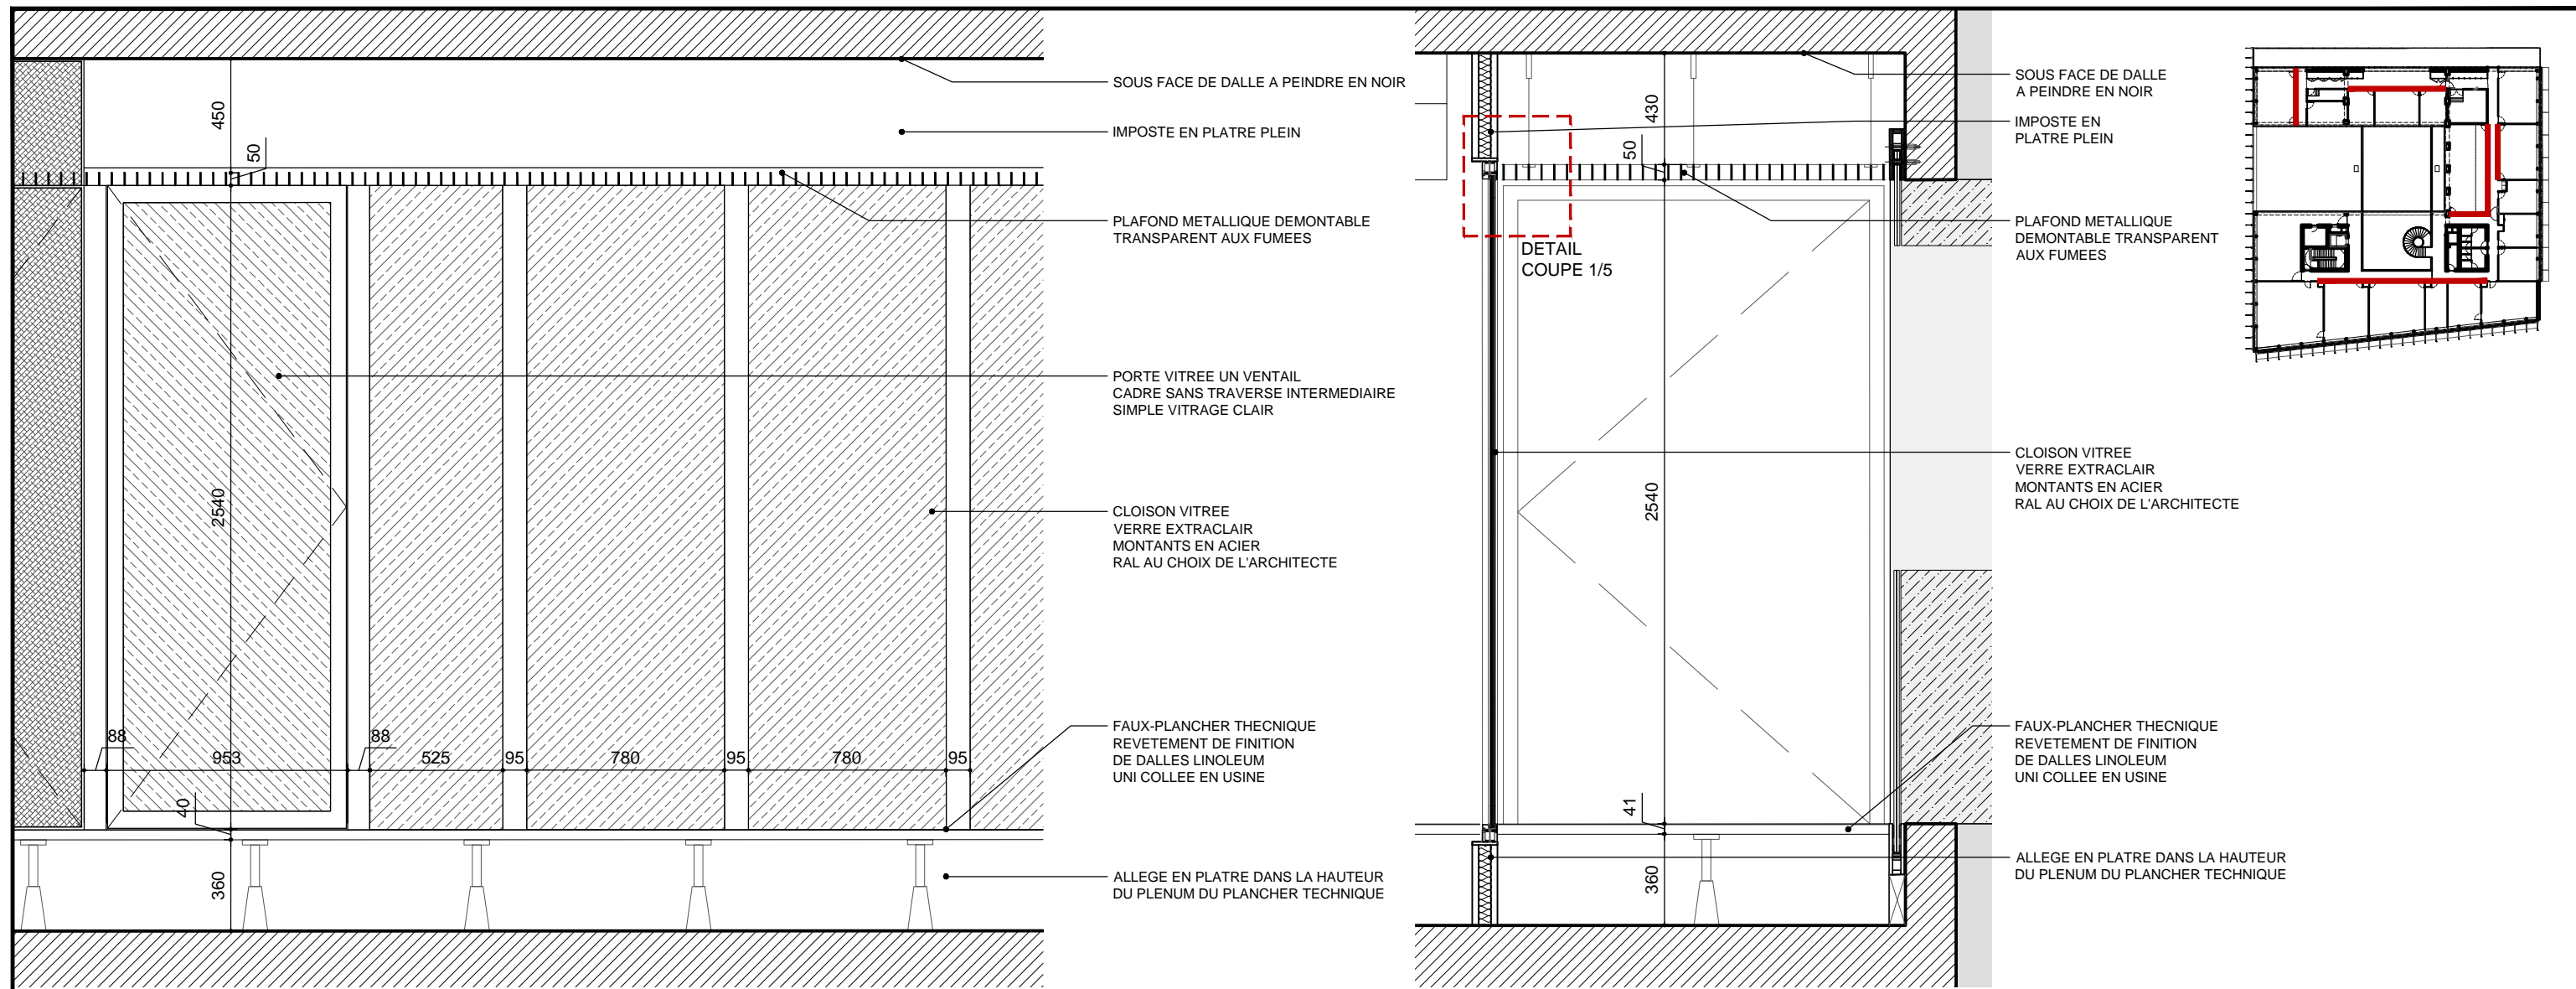 450
50
2540
88
953
88
525
95
780
95
780
95
40
360
SOUS FACE DE DALLE A PEINDRE EN NOIR
IMPOSTE EN PLATRE PLEIN
PLAFOND METALLIQUE DEMONTABLE
TRANSPARENT AUX FUMEES
PORTE VITREE UN VENTAIL
CADRE SANS TRAVERSE INTERMEDIAIRE
SIMPLE VITRAGE CLAIR
CLOISON VITREE
VERRE EXTRACLAIR
MONTANTS EN ACIER
RAL AU CHOIX DE L'ARCHITECTE
FAUX-PLANCHER THECNIQUE
REVETEMENT DE FINITION
DE DALLES LINOLEUM
UNI COLLEE EN USINE
ALLEGE EN PLATRE DANS LA HAUTEUR
DU PLENUM DU PLANCHER TECHNIQUE
430
50
DETAIL
COUPE 1/5
2540
41
360
SOUS FACE DE DALLE
A PEINDRE EN NOIR
IMPOSTE EN
PLATRE PLEIN
PLAFOND METALLIQUE
DEMONTABLE TRANSPARENT
AUX FUMEES
CLOISON VITREE
VERRE EXTRACLAIR
MONTANTS EN ACIER
RAL AU CHOIX DE L'ARCHITECTE
FAUX-PLANCHER THECNIQUE
REVETEMENT DE FINITION
DE DALLES LINOLEUM
UNI COLLEE EN USINE
ALLEGE EN PLATRE DANS LA HAUTEUR
DU PLENUM DU PLANCHER TECHNIQUE